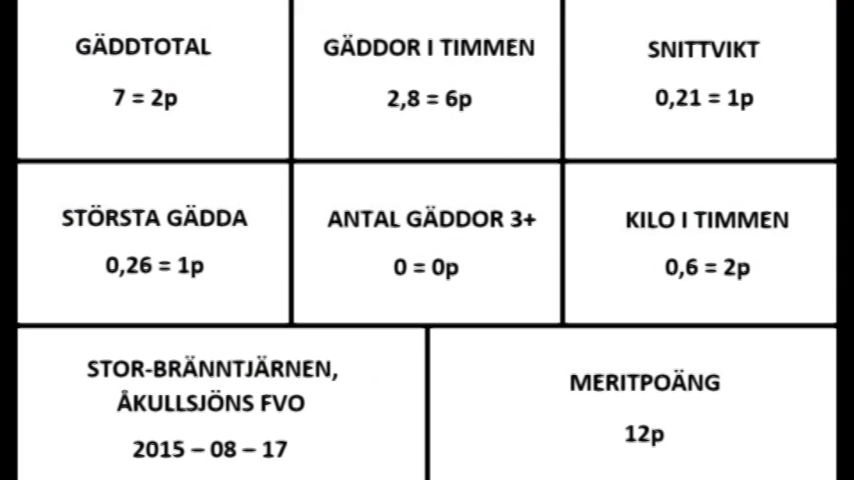 GÄDDTOTAL
7 = 2p
GÄDDOR I TIMMEN
2,8 = 6p
SNITTVIKT
0,21 = 1p
STÖRSTA GÄDDA
0,26 = 1p
ANTAL GÄDDOR 3+
0 = 0p
KILO I TIMMEN
0,6 = 2p
STOR-BRÄNNTJÄRNEN,
ÅKULLSJÖNS FVO
2015 – 08 – 17
MERITPOÄNG
12p